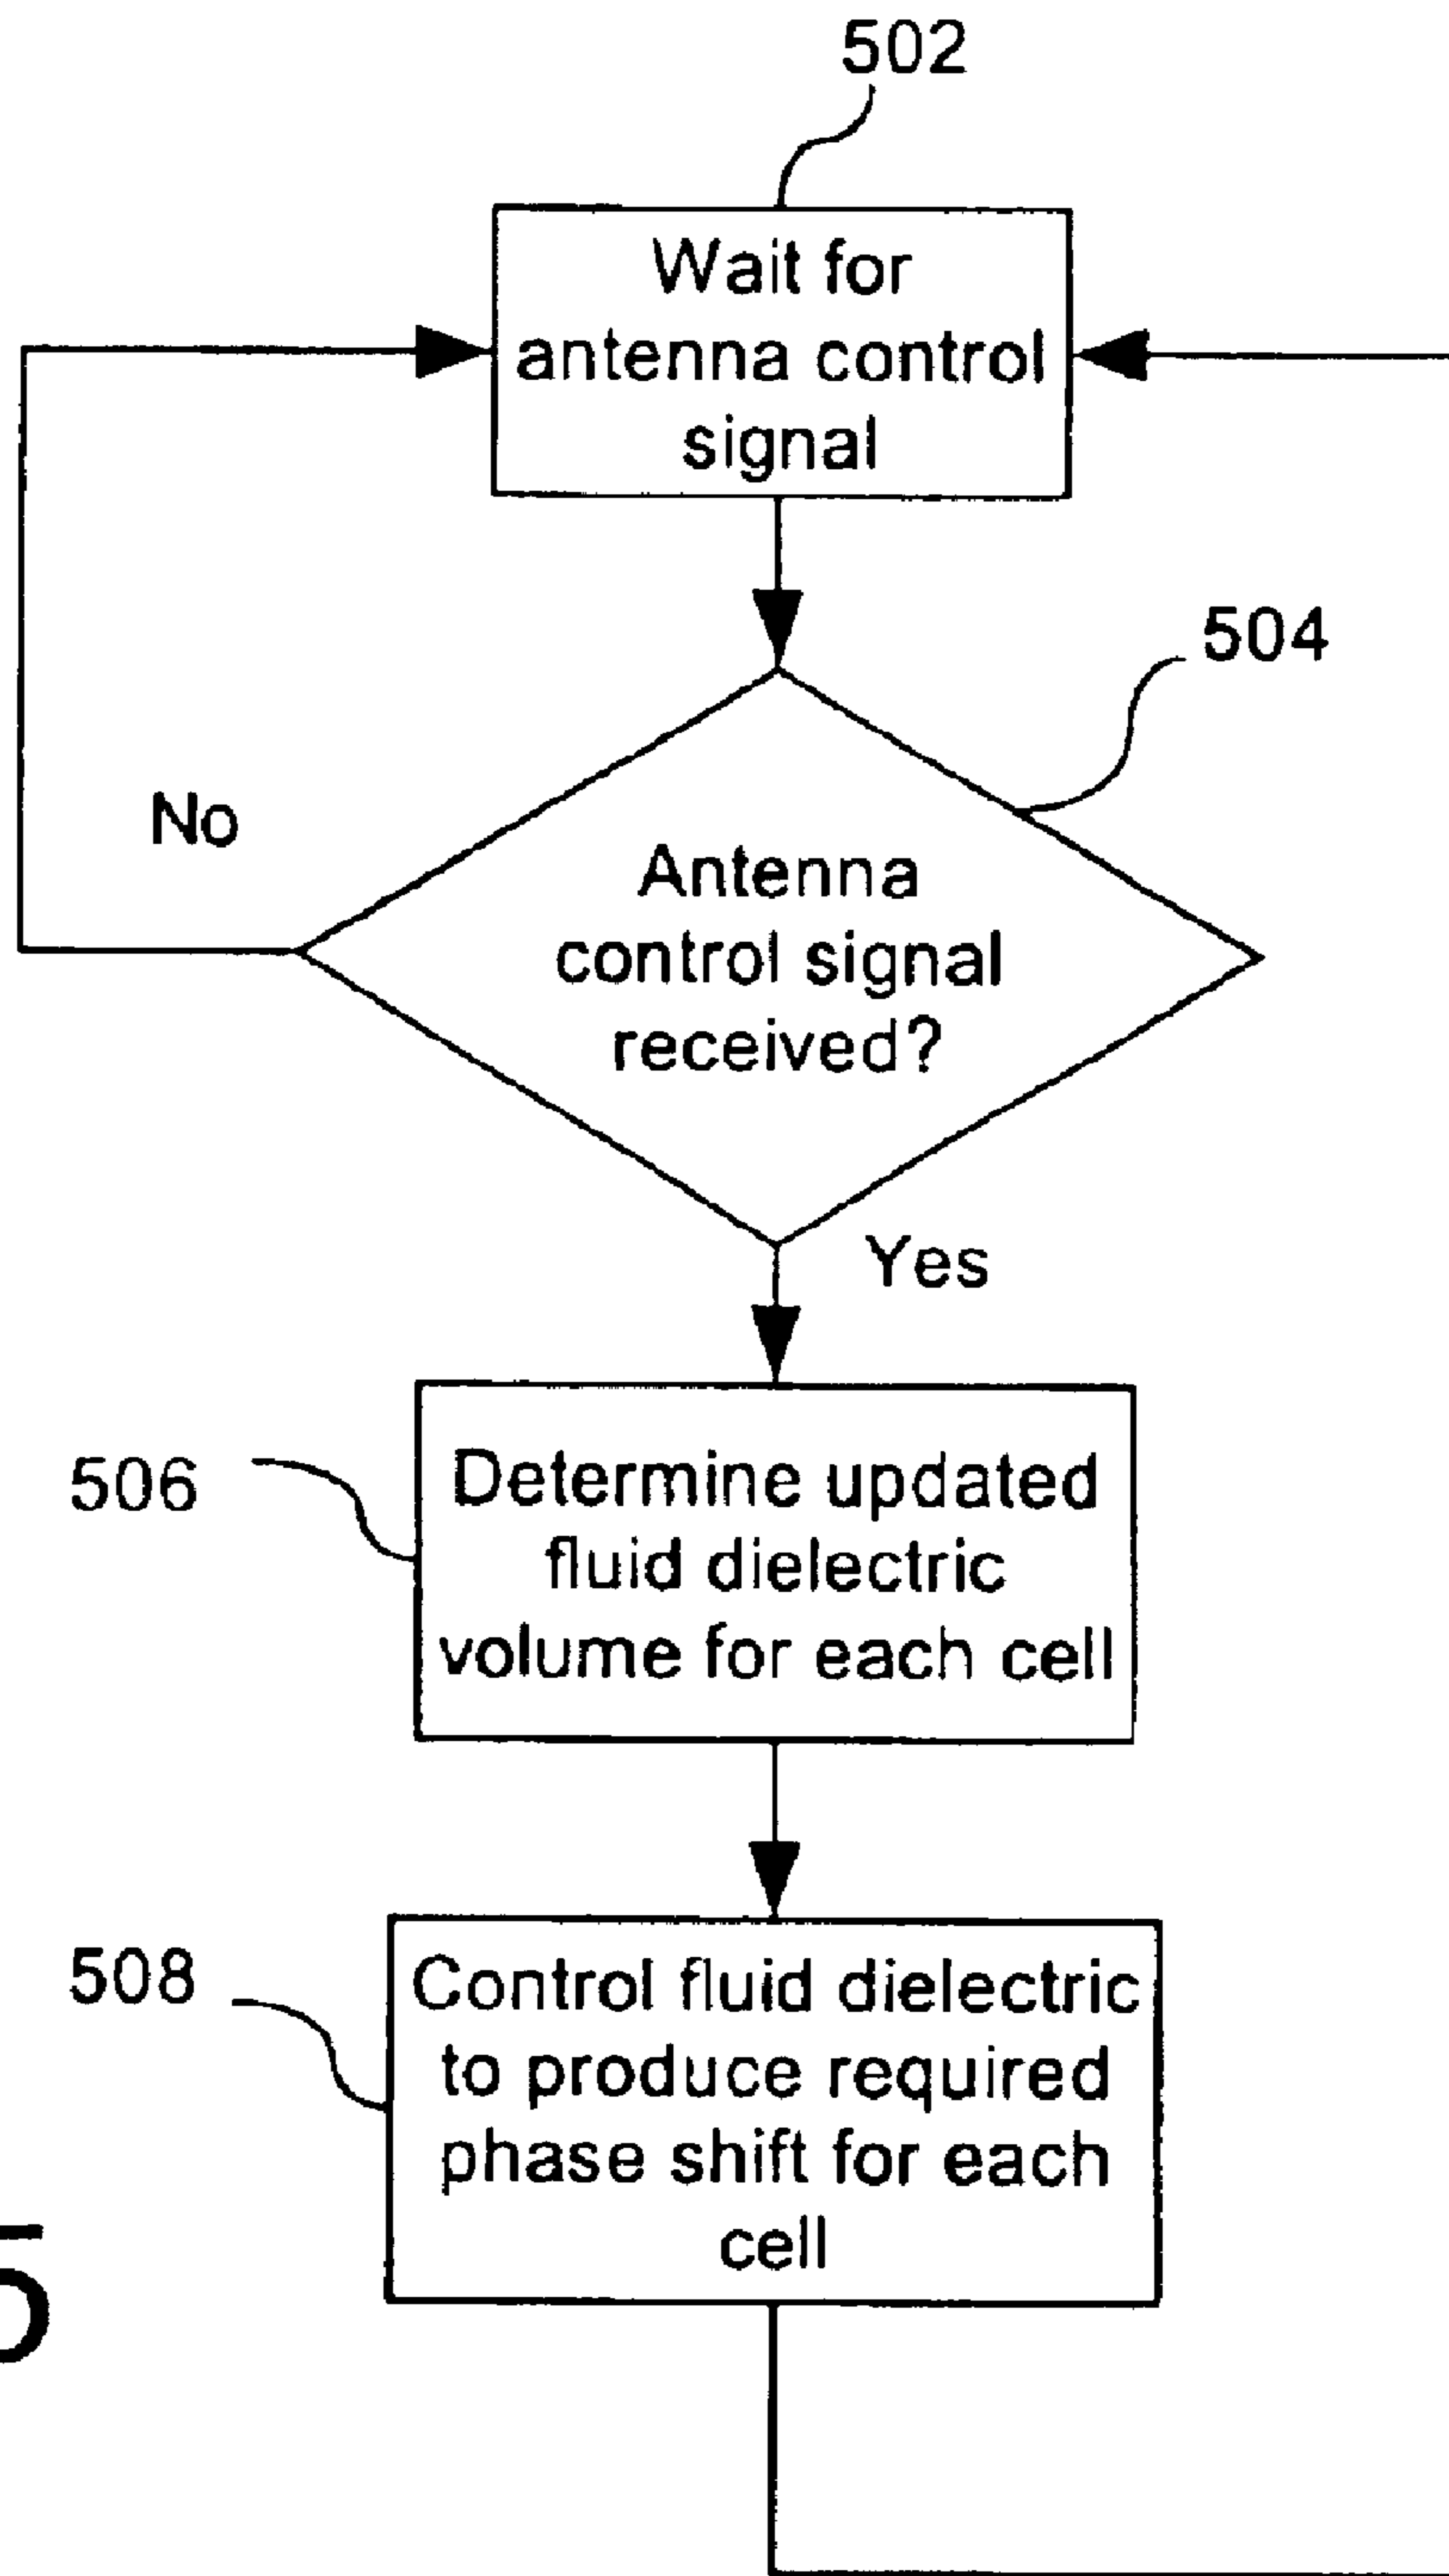 502
Wait for
antenna control
signal
504
No
Antenna
control signal
received?
Yes
506
Determine updated
fluid dielectric
volume for each cell
508
Control fluid dielectric
to produce required
phase shift for each
cell
5